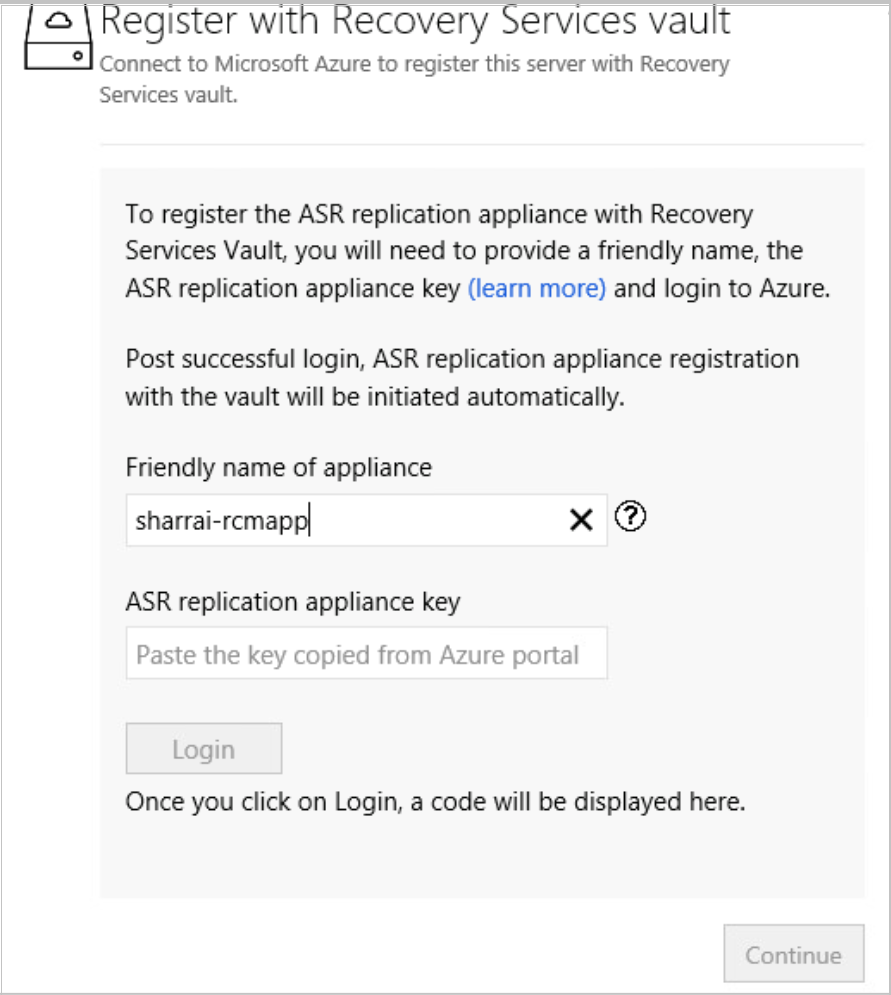 Register with Recovery Services vault
Connect to Microsoft Azure to register this server with Recovery
Services vault.
To register the ASR replication appliance with Recovery
Services Vault, you will need to provide a friendly name, the
ASR replication appliance key (learn more) and login to Azure.
Post successful login, ASR replication appliance registration
with the vault will be initiated automatically.
Friendly name of appliance
sharrai-rcmapp
ASR replication appliance key
Paste the key copied from Azure portal
Login
Once you click on Login, a code will be displayed here.
Continue